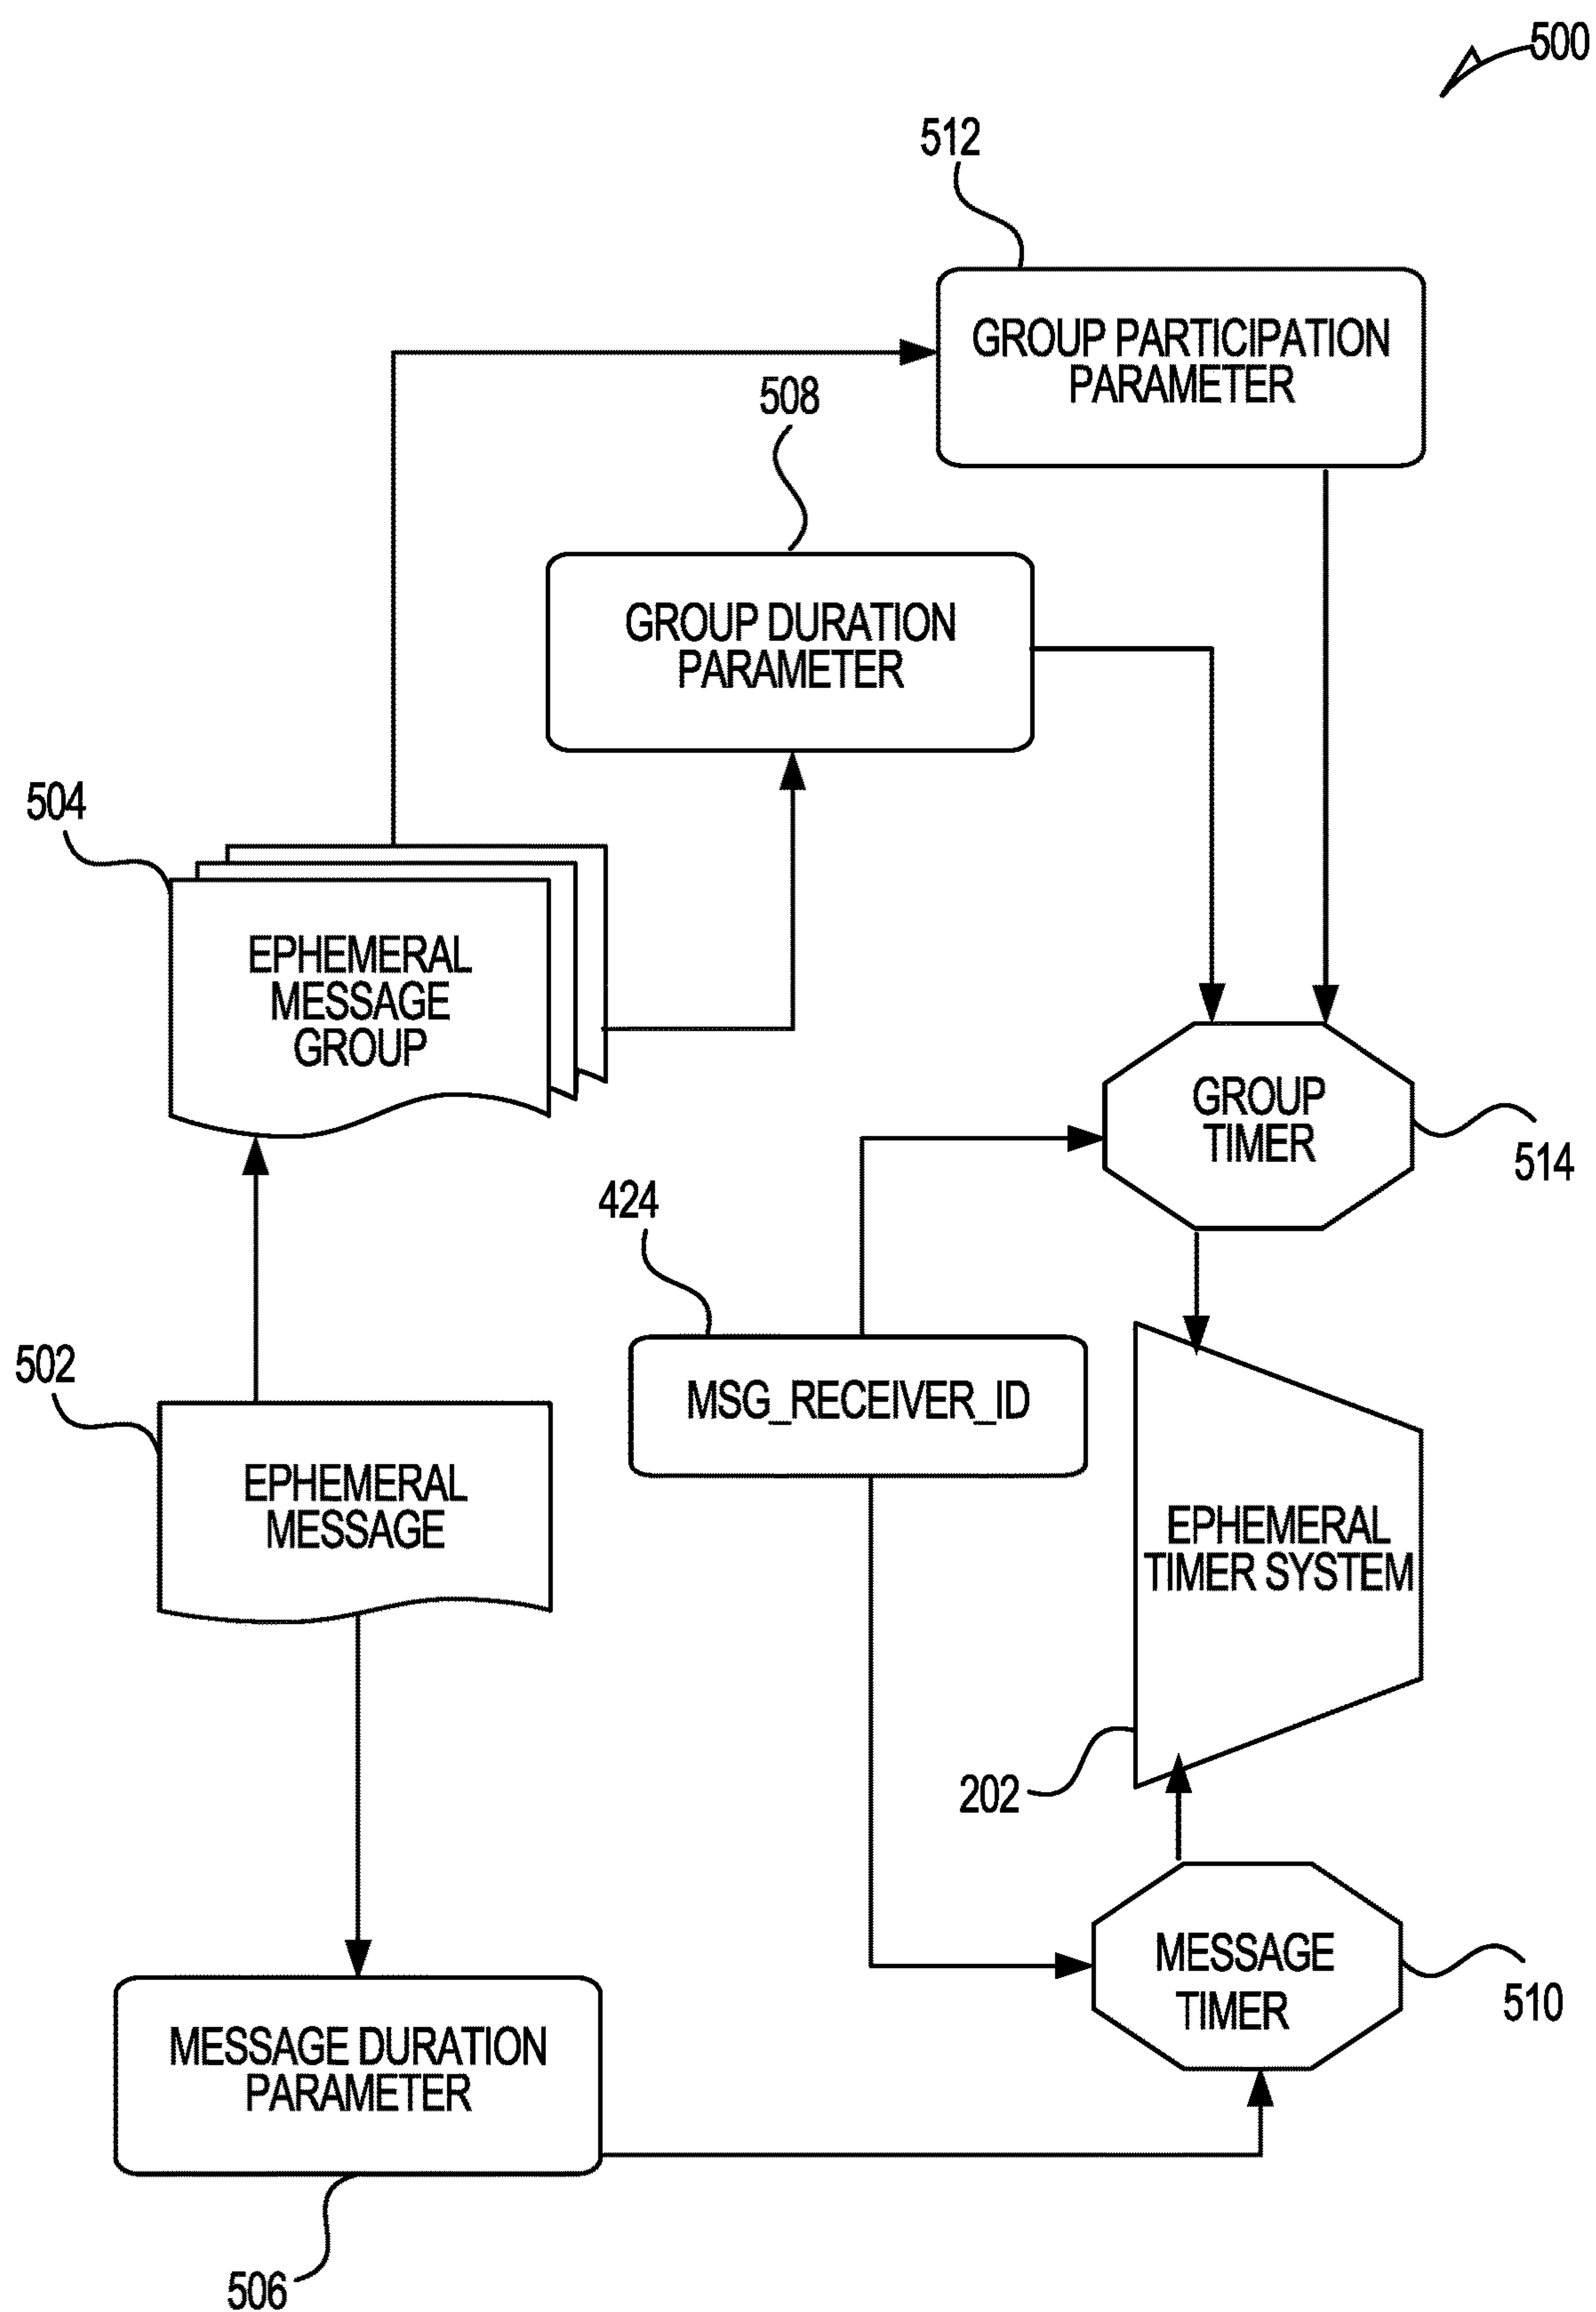 500
512
GROUP PARTICIPATION
PARAMETER
508
GROUP DURATION
PARAMETER
504
EPHEMERAL
MESSAGE
GROUP
GROUP
TIMER
514
424
MSG_RECEIVER_ID
502
EPHEMERAL
MESSAGE
EPHEMERAL
TIMER SYSTEM
202
MESSAGE
TIMER
510
MESSAGE DURATION
PARAMETER
506